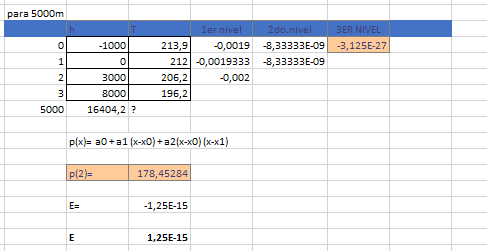 para 5000m
h T 1er nivel 2do.nivel 3ER NIVEL
0 -1000 213,9 -0,0019 -8,33333E-09 -3,125E-27
1 0 212 -0,0019333 -8,33333E-09
2 3000 206,2 -0,002
3 8000 196,2
5000 16404,2 ?
p(x)= a0+a1 (x-x0)+a2(x-x0)(x-x1)
p(2)= 178,45284
E= -1,25E-15
E 1,25E-15